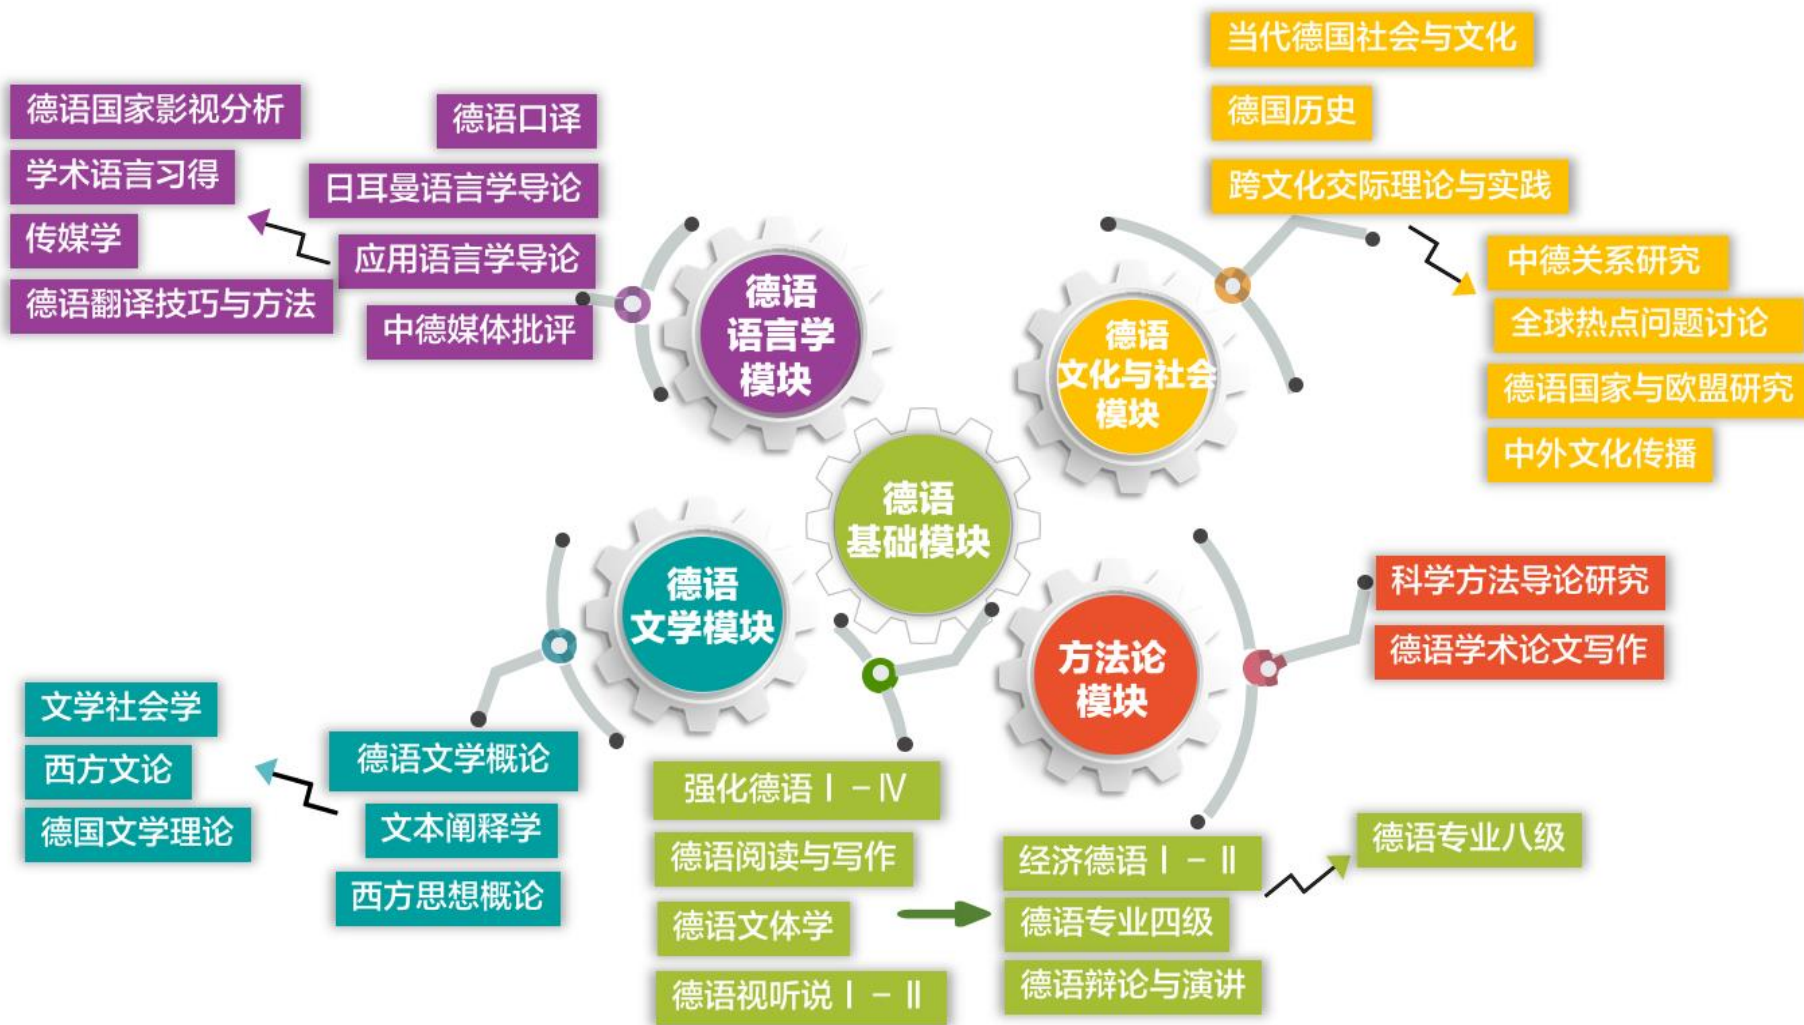 德语国家影视分析
学术语言习得
传媒学
德语翻译技巧与方法
德语口译
日耳曼语言学导论
应用语言学导论
中德媒体批评
德语
语言学
模块
当代德国社会与文化
德国历史
跨文化交际理论与实践
中德关系研究
全球热点问题讨论
德语国家与欧盟研究
中外文化传播
德语
文化与社会
模块
德语
基础模块
德语
文学模块
文学社会学
西方文论
德国文学理论
德语文学概论
文本阐释学
西方思想概论
强化德语Ⅰ-Ⅳ
德语阅读与写作
德语文体学
德语视听说Ⅰ-Ⅱ
经济德语Ⅰ-Ⅱ
德语专业四级
德语辩论与演讲
德语专业八级
方法论
模块
科学方法导论研究
德语学术论文写作